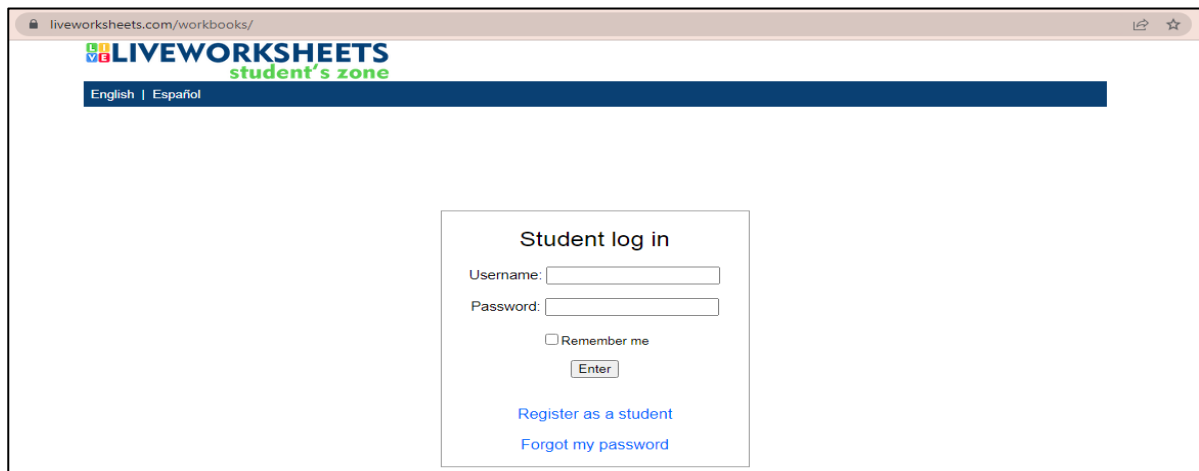 liveworksheets.com/workbooks/
LIVE LIVEWORKSHEETS
student's zone
English | Español
Student log in
Username:
Password:
Remember me
Enter
Register as a student
Forgot my password